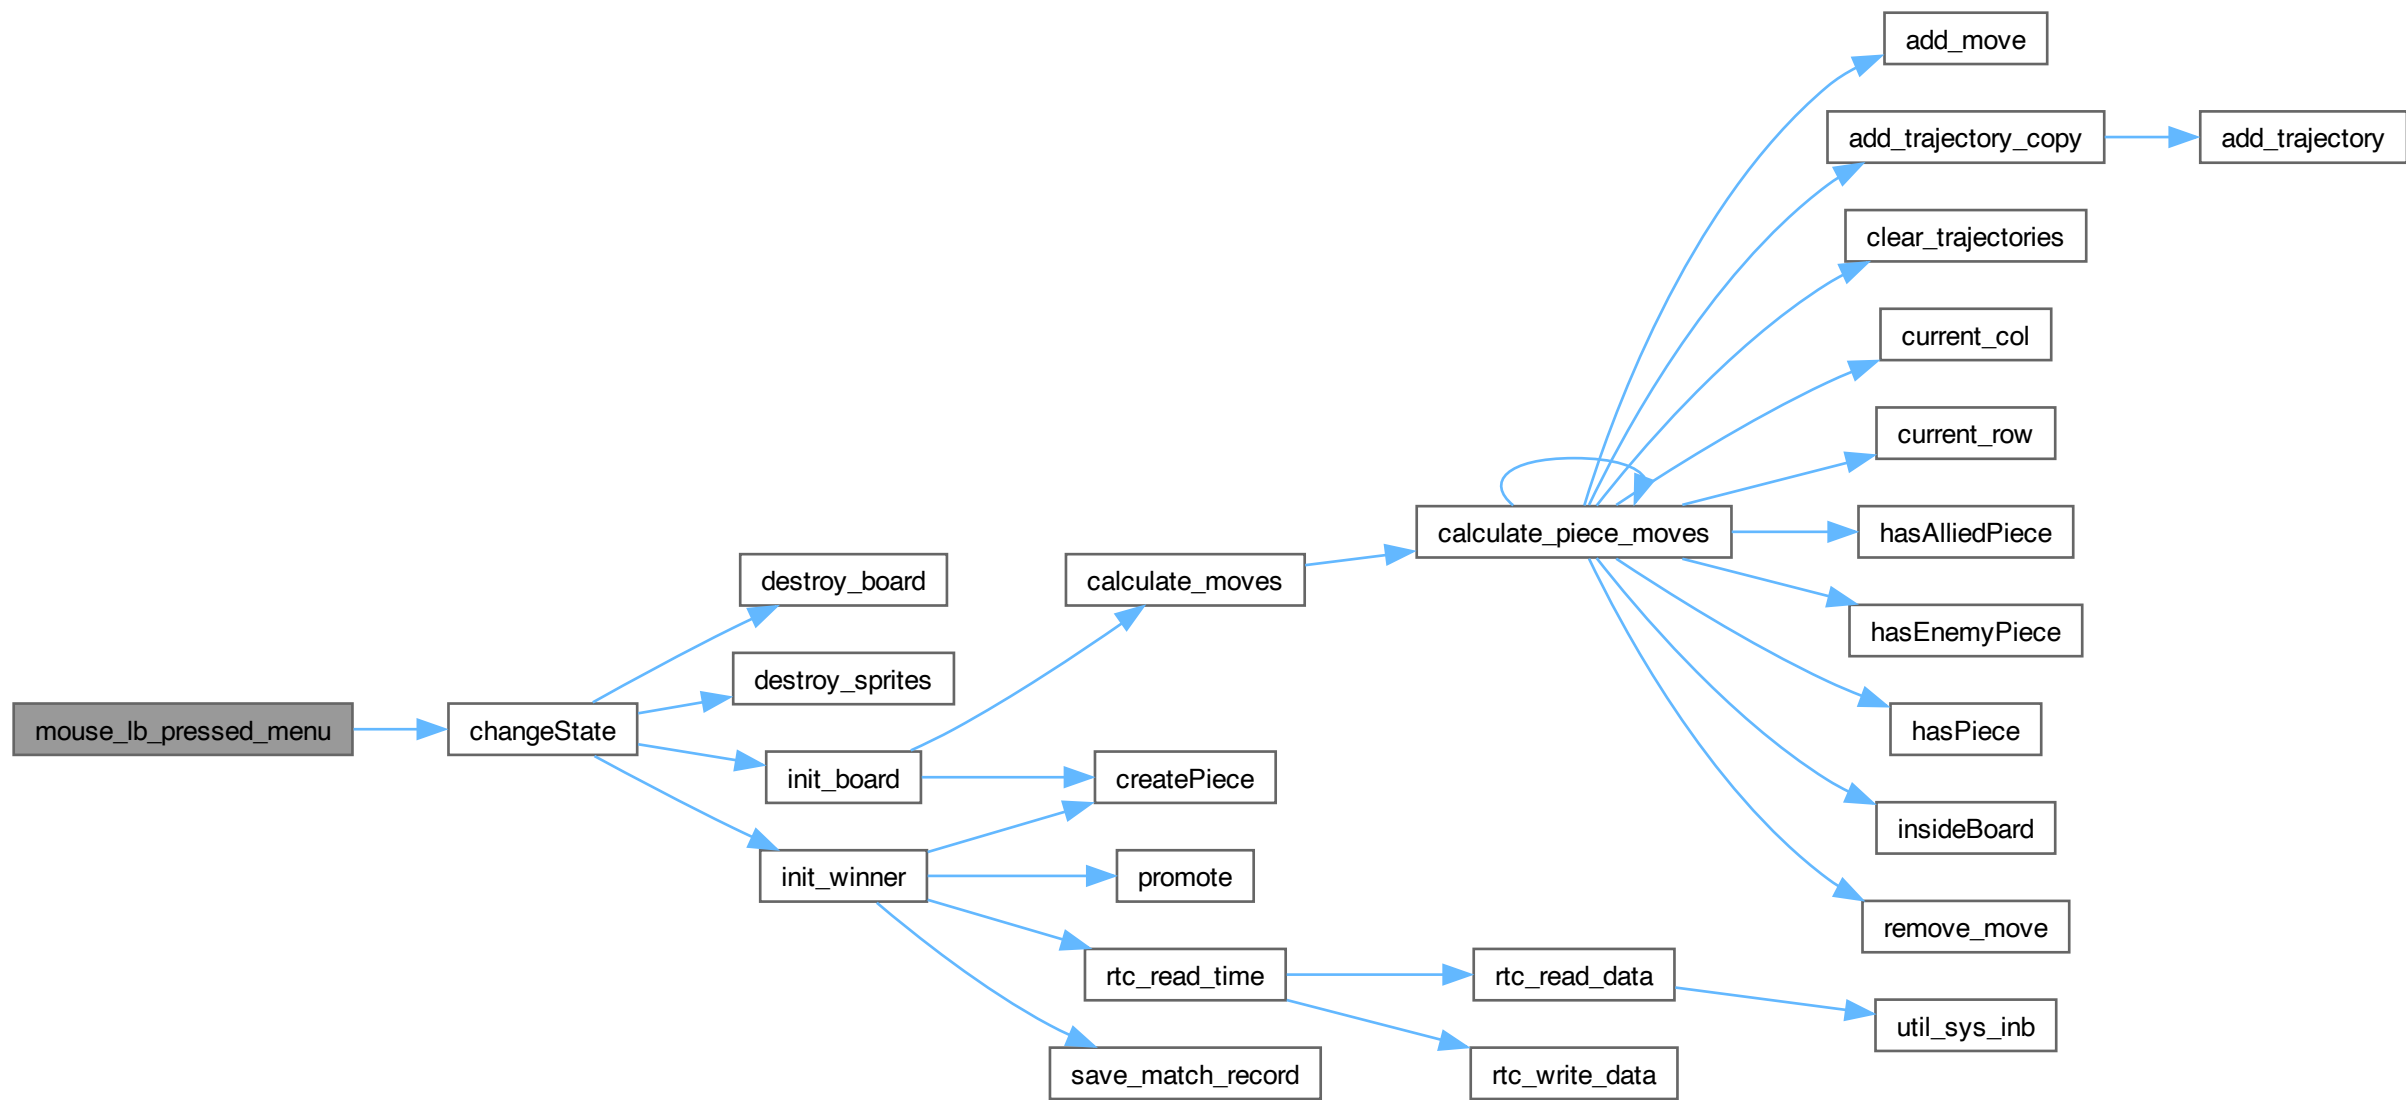 add_move
add_trajectory_copy
add_trajectory
clear_trajectories
current_col
current_row
calculate_piece_moves
hasAlliedPiece
destroy_board
calculate_moves
hasEnemyPiece
destroy_sprites
mouse_lb_pressed_menu
changeState
hasPiece
init_board
createPiece
insideBoard
init_winner
promote
remove_move
rtc_read_time
rtc_read_data
util_sys_inb
save_match_record
rtc_write_data